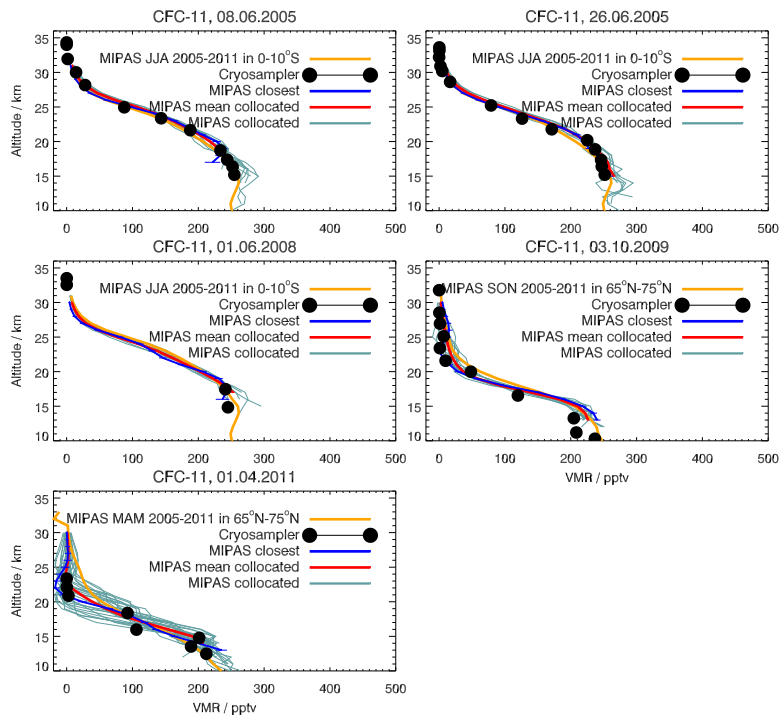 CFC-11, 08.06.2005
MIPAS JJA 2005-2011 in 0-10°S
Cryosampler
MIPAS closest
MIPAS mean collocated
MIPAS collocated
Altitude / km
35
30
25
20
15
10
0 100 200 300 400 500
CFC-11, 26.06.2005
MIPAS JJA 2005-2011 in 0-10°S
Cryosampler
MIPAS closest
MIPAS mean collocated
MIPAS collocated
35
30
25
20
15
10
0 100 200 300 400 500
CFC-11, 01.06.2008
MIPAS JJA 2005-2011 in 0-10°S
Cryosampler
MIPAS closest
MIPAS mean collocated
MIPAS collocated
Altitude / km
35
30
25
20
15
10
0 100 200 300 400 500
CFC-11, 03.10.2009
MIPAS SON 2005-2011 in 65°N-75°N
Cryosampler
MIPAS closest
MIPAS mean collocated
MIPAS collocated
35
30
25
20
15
10
0 100 200 300 400 500
VMR / pptv
CFC-11, 01.04.2011
MIPAS MAM 2005-2011 in 65°N-75°N
Cryosampler
MIPAS closest
MIPAS mean collocated
MIPAS collocated
Altitude / km
35
30
25
20
15
10
0 100 200 300 400 500
VMR / pptv